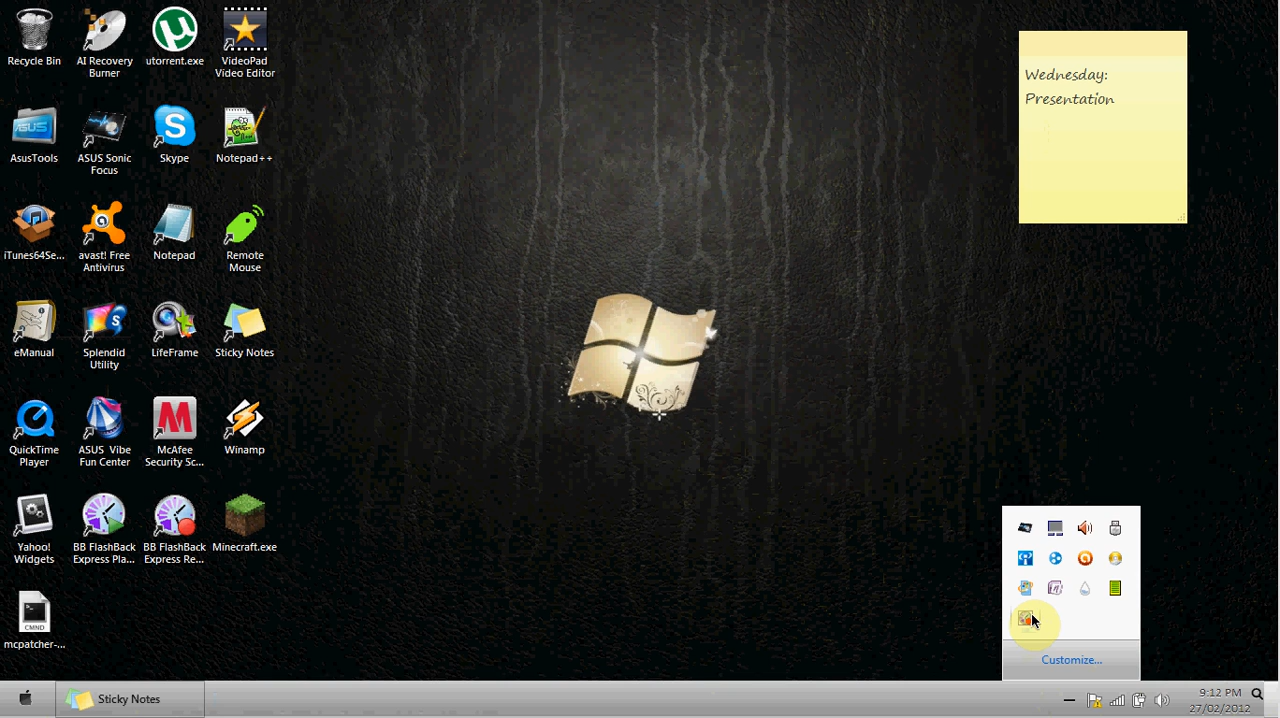 Recycle Bin
AI Recovery
Burner
utorrent.exe
VideoPad
Video Editor
AsusTools
ASUS Sonic
Focus
Skype
Notepad++
iTunes64Se...
avast! Free
Antivirus
Notepad
Remote
Mouse
eManual
Splendid
Utility
LifeFrame
Sticky Notes
QuickTime
Player
ASUS Vibe
Fun Center
McAfee
Security Sc...
Winamp
Yahoo!
Widgets
BB FlashBack
Express Pla...
BB FlashBack
Express Re...
Minecraft.exe
CMND
mcpatcher-...
Wednesday:
Presentation
Customize...
Sticky Notes
9:12 PM
27/02/2012